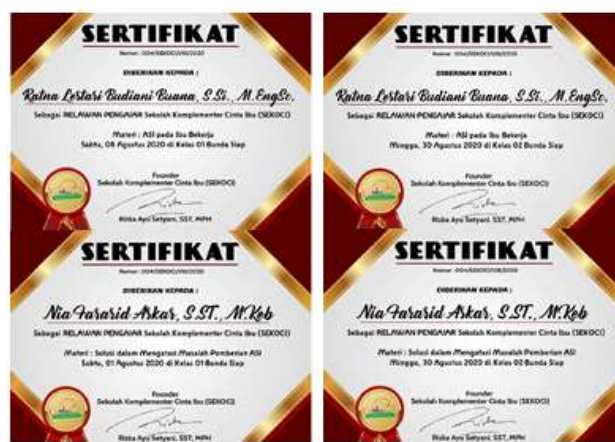 SERTIFIKAT
DIBERIKAN KEPADA :
Ratna Lestari Budiani Buana, S.Si., M.EngSc.
Sebagai RELAWAN PENGAJAR Sekolah Komplementer Cinta Ibu (SEKOCI)
Materi : ASI pada Ibu Bekerja
Sabtu, 08 Agustus 2020 di Kelas 01 Bunda Siap
Founder
Sekolah Komplementer Cinta Ibu (SEKOCI)
Rizka Ayu Setyani, SST, MPH
SERTIFIKAT
DIBERIKAN KEPADA :
Ratna Lestari Budiani Buana, S.Si., M.EngSc.
Sebagai RELAWAN PENGAJAR Sekolah Komplementer Cinta Ibu (SEKOCI)
Materi : ASI pada Ibu Bekerja
Minggu, 30 Agustus 2020 di Kelas 02 Bunda Siap
Founder
Sekolah Komplementer Cinta Ibu (SEKOCI)
Rizka Ayu Setyani, SST, MPH
SERTIFIKAT
DIBERIKAN KEPADA :
Nia Fararid Askar, S.ST., M.Keb
Sebagai RELAWAN PENGAJAR Sekolah Komplementer Cinta Ibu (SEKOCI)
Materi : Solusi dalam Mengatasi Masalah Pemberian ASI
Sabtu, 01 Agustus 2020 di Kelas 01 Bunda Siap
Founder
Sekolah Komplementer Cinta Ibu (SEKOCI)
Rizka Ayu Setyani, SST, MPH
SERTIFIKAT
DIBERIKAN KEPADA :
Nia Fararid Askar, S.ST., M.Keb
Sebagai RELAWAN PENGAJAR Sekolah Komplementer Cinta Ibu (SEKOCI)
Materi : Solusi dalam Mengatasi Masalah Pemberian ASI
Minggu, 30 Agustus 2020 di Kelas 02 Bunda Siap
Founder
Sekolah Komplementer Cinta Ibu (SEKOCI)
Rizka Ayu Setyani, SST, MPH